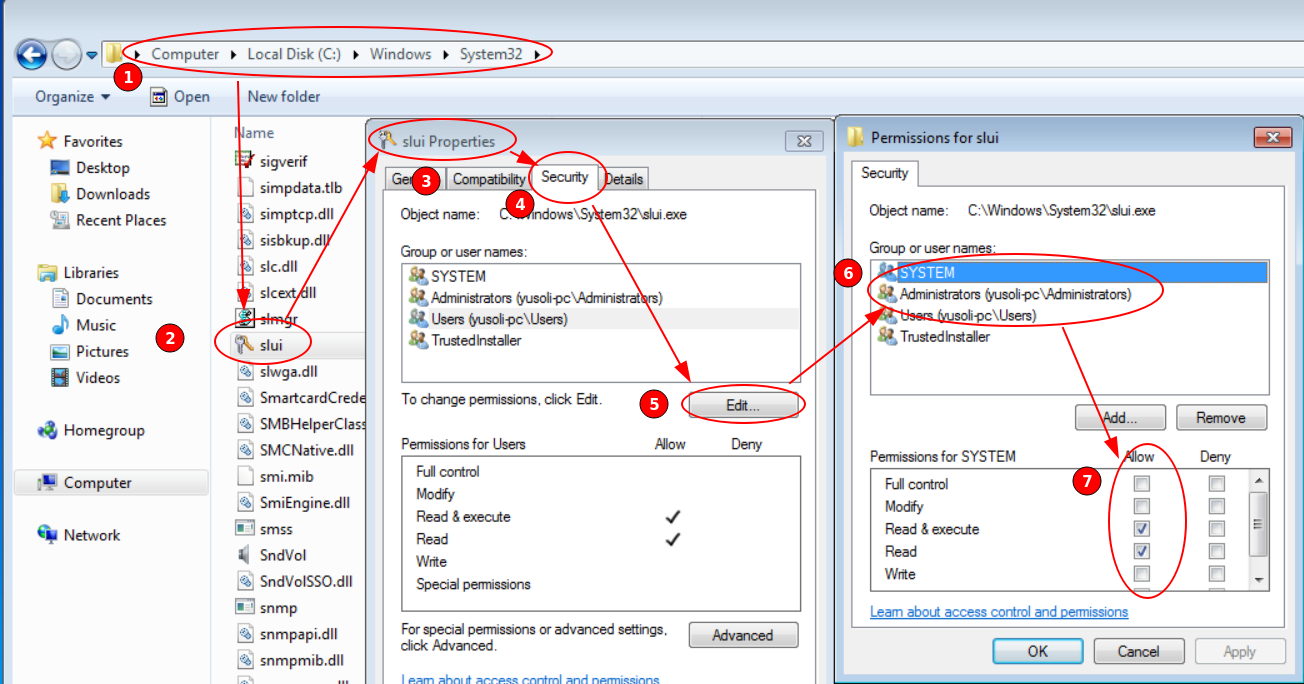 Computer Local Disk (C:) Windows System32
1
Organize Open New folder
Favorites
Desktop
Downloads
Recent Places
Libraries
Documents
Music
Pictures
Videos
Homegroup
Computer
Network
2
Name
sigverif
simpdata.tlb
simptcp.dll
sisbkup.dll
slc.dll
slcext.dll
slmgr
slui
slwga.dll
SmartcardCrede
SMBHelperClass
SMCNative.dll
smi.mib
SmiEngine.dll
smss
SndVol
SndVolSSO.dll
snmp
snmpapi.dll
snmpmib.dll
slui Properties
3
Compatibility Security Details
4
Object name: C:\Windows\System32\slui.exe
Group or user names:
SYSTEM
Administrators (yusoli-pc\Administrators)
Users (yusoli-pc\Users)
TrustedInstaller
To change permissions, click Edit.
5
Edit...
Permissions for Users Allow Deny
Full control
Modify
Read & execute
Read
Write
Special permissions
For special permissions or advanced settings,
click Advanced.
Advanced
Learn about access control and permissions
Permissions for slui
Security
Object name: C:\Windows\System32\slui.exe
Group or user names:
6
SYSTEM
Administrators (yusoli-pc\Administrators)
Users (yusoli-pc\Users)
TrustedInstaller
Add... Remove
Permissions for SYSTEM Allow Deny
7
Full control
Modify
Read & execute
Read
Write
Learn about access control and permissions
OK Cancel Apply